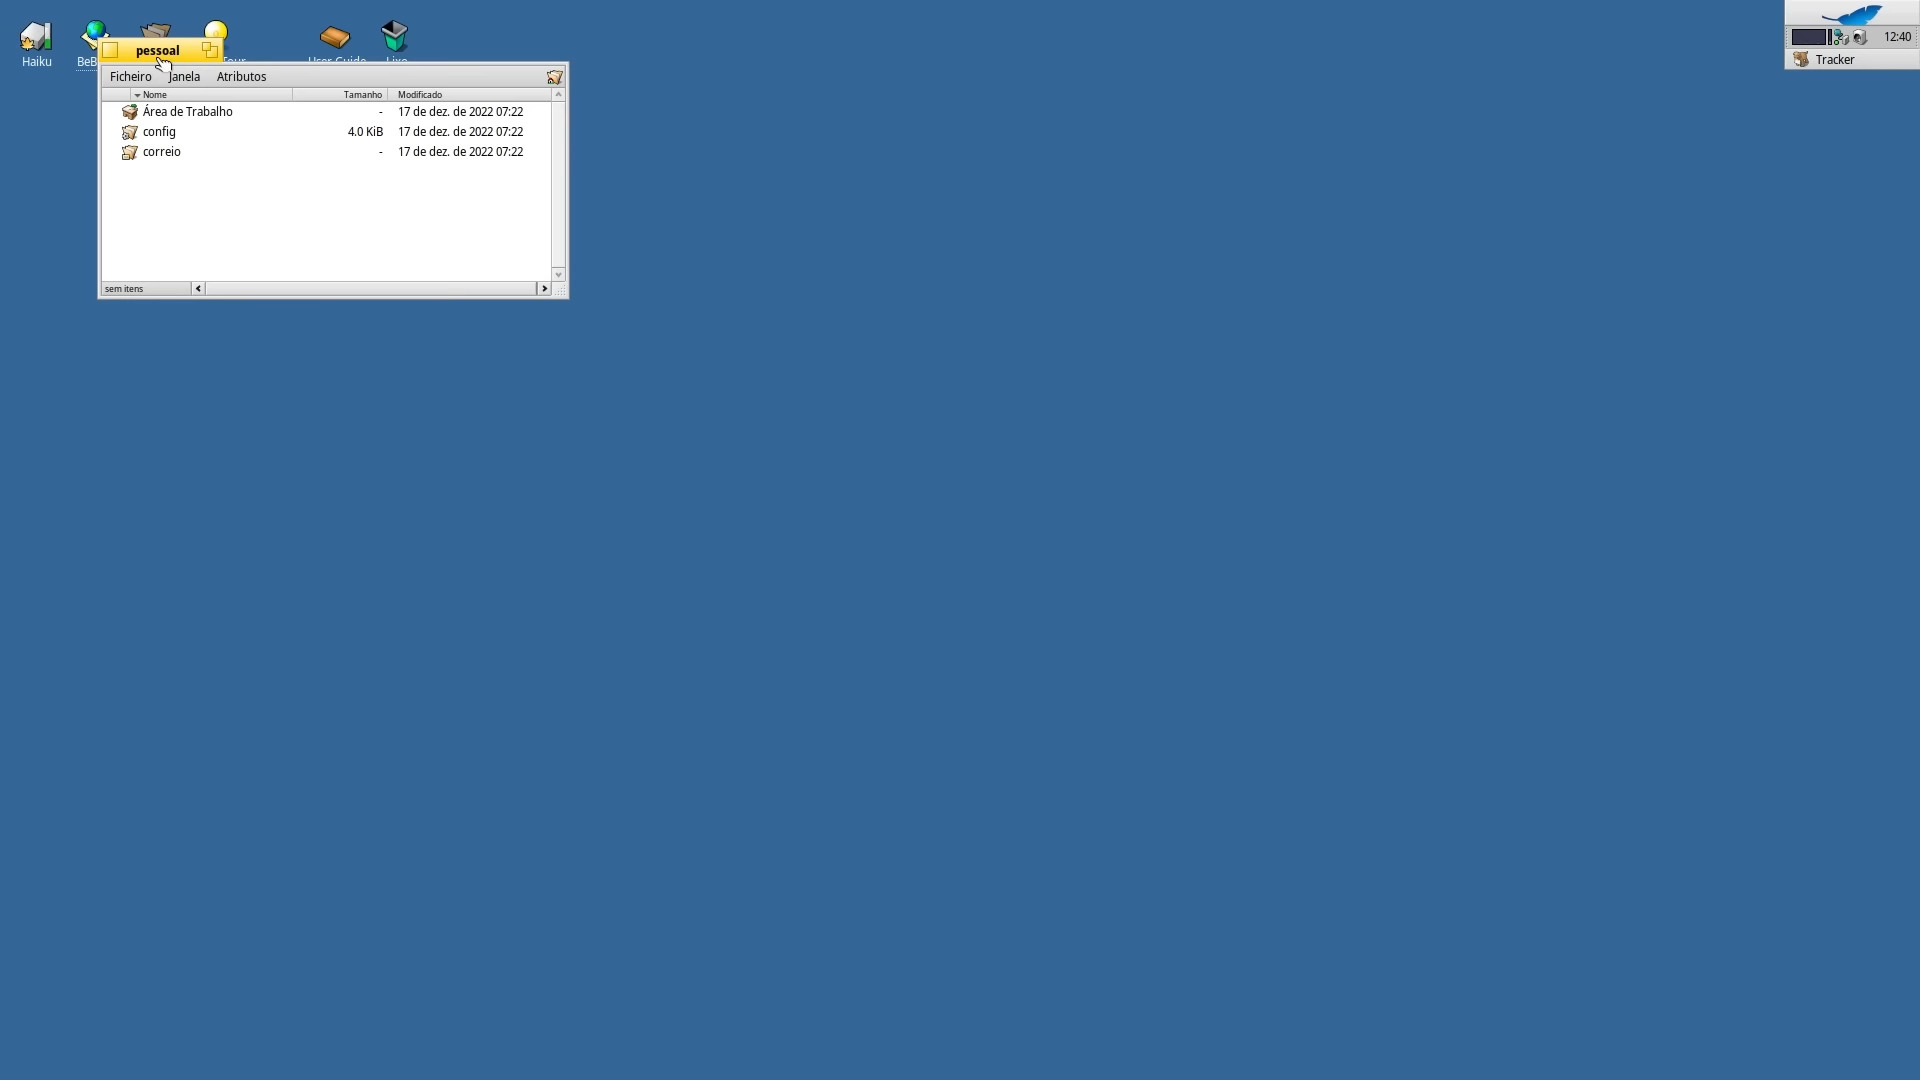 Haiku
pessoal
12:40
Tracker
Ficheiro Janela Atributos
Nome Tamanho Modificado
Área de Trabalho - 17 de dez. de 2022 07:22
config 4.0 KiB 17 de dez. de 2022 07:22
correio - 17 de dez. de 2022 07:22
sem itens